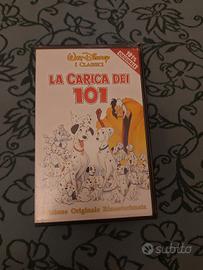 Walt Disney
I CLASSICI
LA CARICA DEI
101
Edizione Originale Rimasterizzata
subito